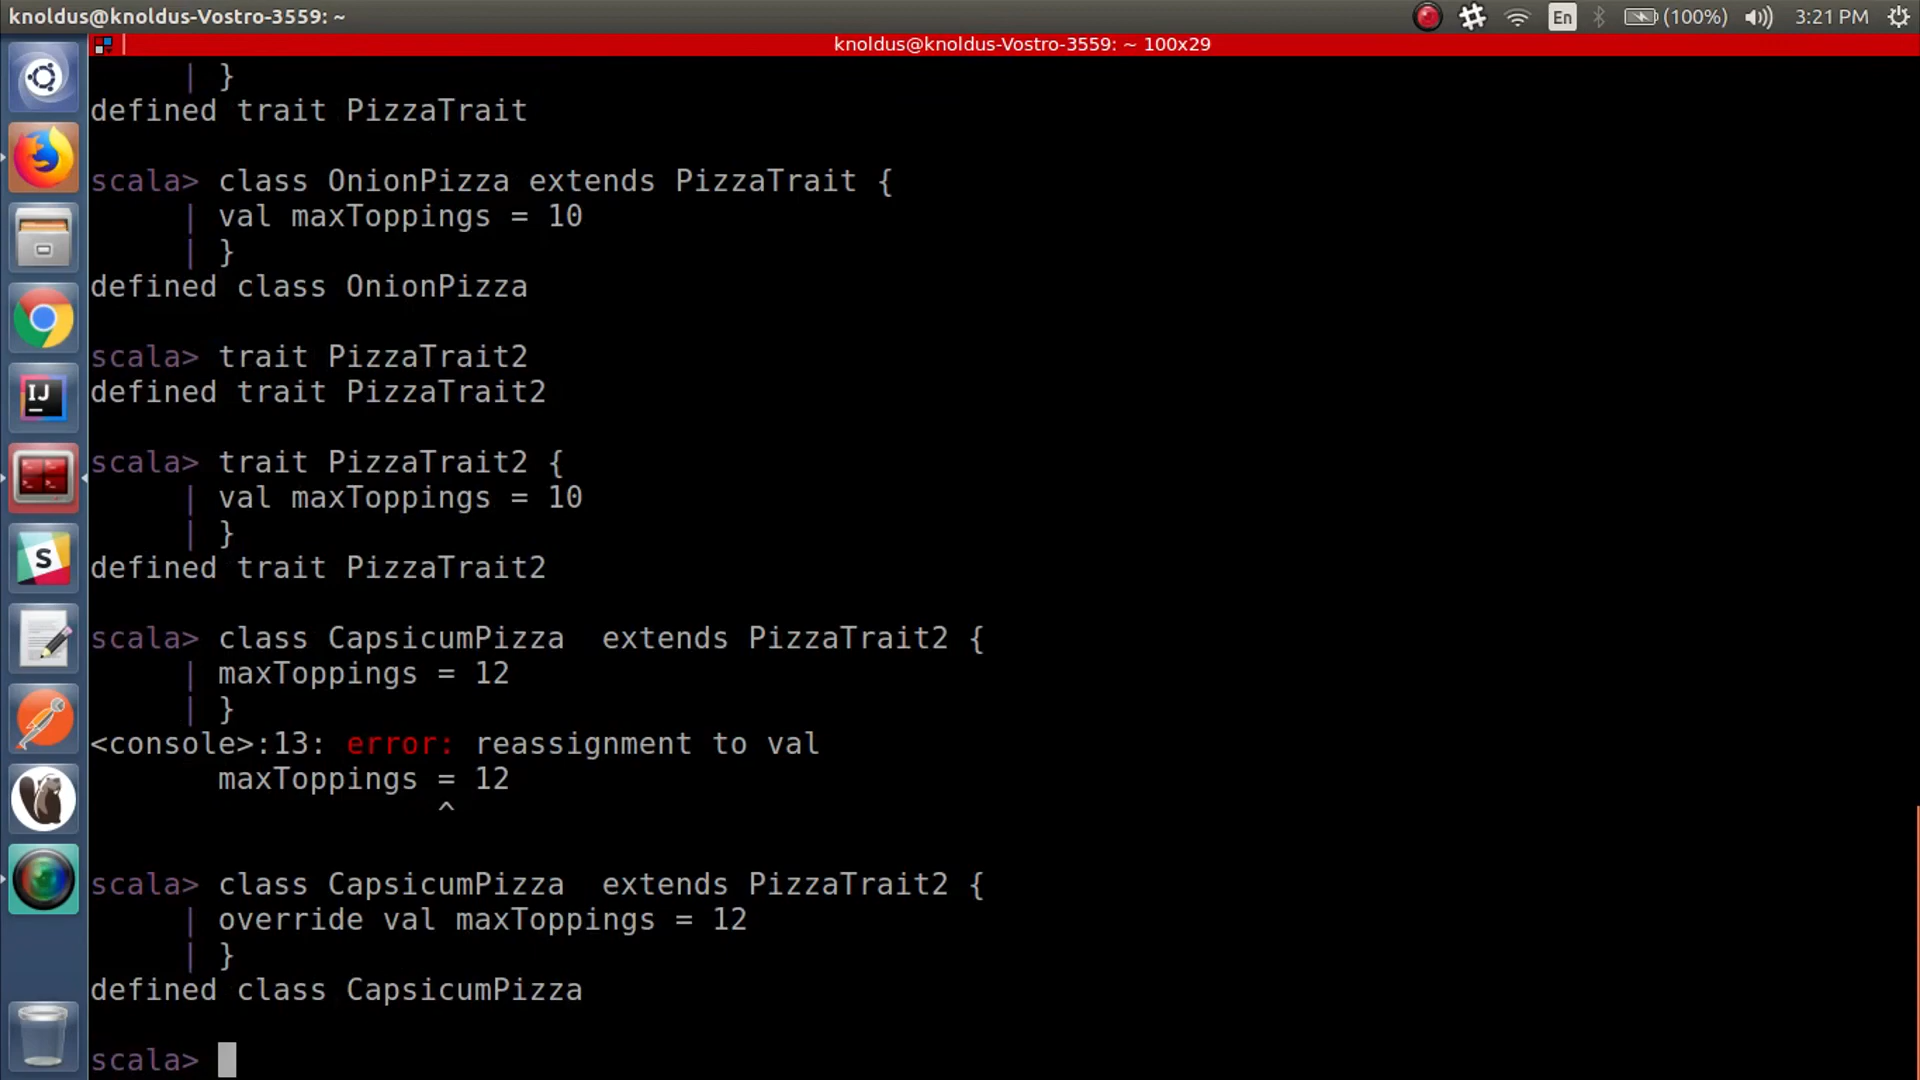 knoldus@knoldus-Vostro-3559: ~
En
(100%)
3:21 PM
knoldus@knoldus-Vostro-3559: ~ 100x29
| }
defined trait PizzaTrait
scala> class OnionPizza extends PizzaTrait {
| val maxToppings = 10
| }
defined class OnionPizza
scala> trait PizzaTrait2
defined trait PizzaTrait2
scala> trait PizzaTrait2 {
| val maxToppings = 10
| }
defined trait PizzaTrait2
scala> class CapsicumPizza  extends PizzaTrait2 {
| maxToppings = 12
| }
<console>:13: error: reassignment to val
maxToppings = 12
^
scala> class CapsicumPizza  extends PizzaTrait2 {
| override val maxToppings = 12
| }
defined class CapsicumPizza
scala>
IJ
S